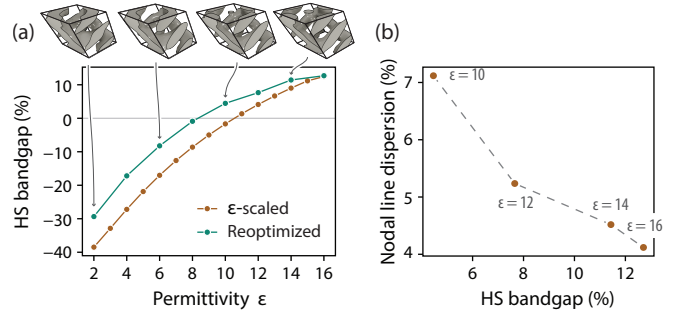 (a)
HS bandgap (%)
10
0
−10
−20
−30
−40
2
4
6
8
10
12
14
16
Permittivity ε
ε-scaled
Reoptimized
(b)
Nodal line dispersion (%)
7
6
5
4
6
8
10
12
HS bandgap (%)
ε = 10
ε = 12
ε = 14
ε = 16